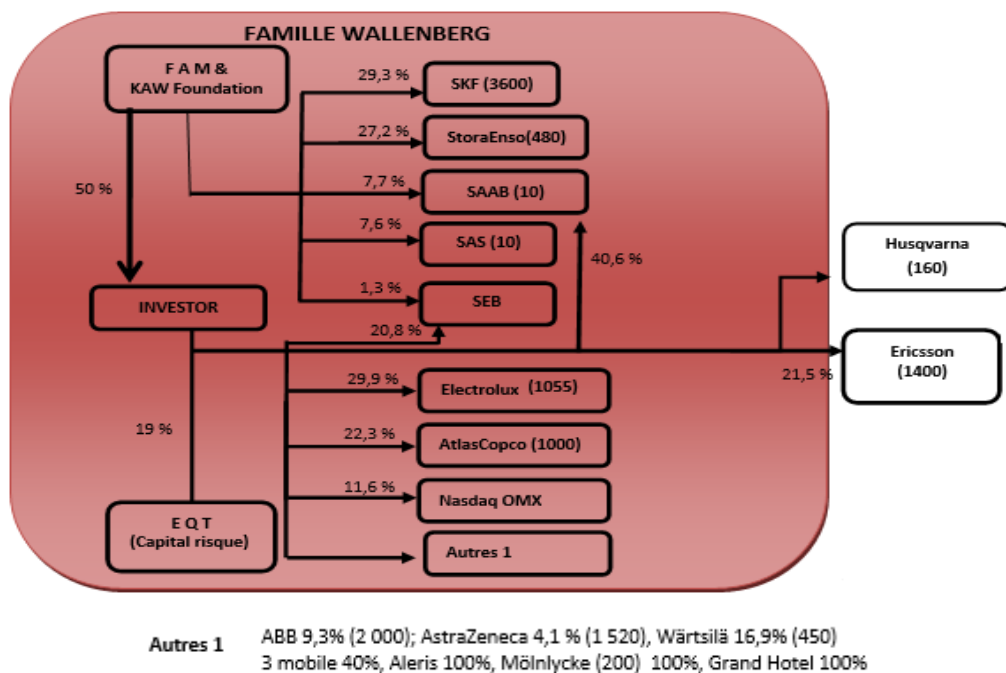 FAMILLE WALLENBERG
F A M &
KAW Foundation
29,3 %
SKF (3600)
27,2 %
StoraEnso(480)
50 %
7,7 %
SAAB (10)
7,6 %
SAS (10)
40,6 %
Husqvarna
(160)
INVESTOR
1,3 %
SEB
20,8 %
Ericsson
(1400)
21,5 %
29,9 %
Electrolux (1055)
19 %
22,3 %
AtlasCopco (1000)
11,6 %
Nasdaq OMX
E Q T
(Capital risque)
Autres 1
Autres 1 ABB 9,3% (2 000); AstraZeneca 4,1 % (1 520), Wärtsilä 16,9% (450)
3 mobile 40%, Aleris 100%, Mölnlycke (200) 100%, Grand Hotel 100%